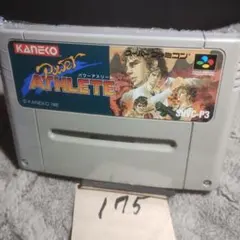 KANEKO
スーパーファミコン
Power
ATHLETE
パワーアスリート
©KANEKO 1992
SHVC-P3
175